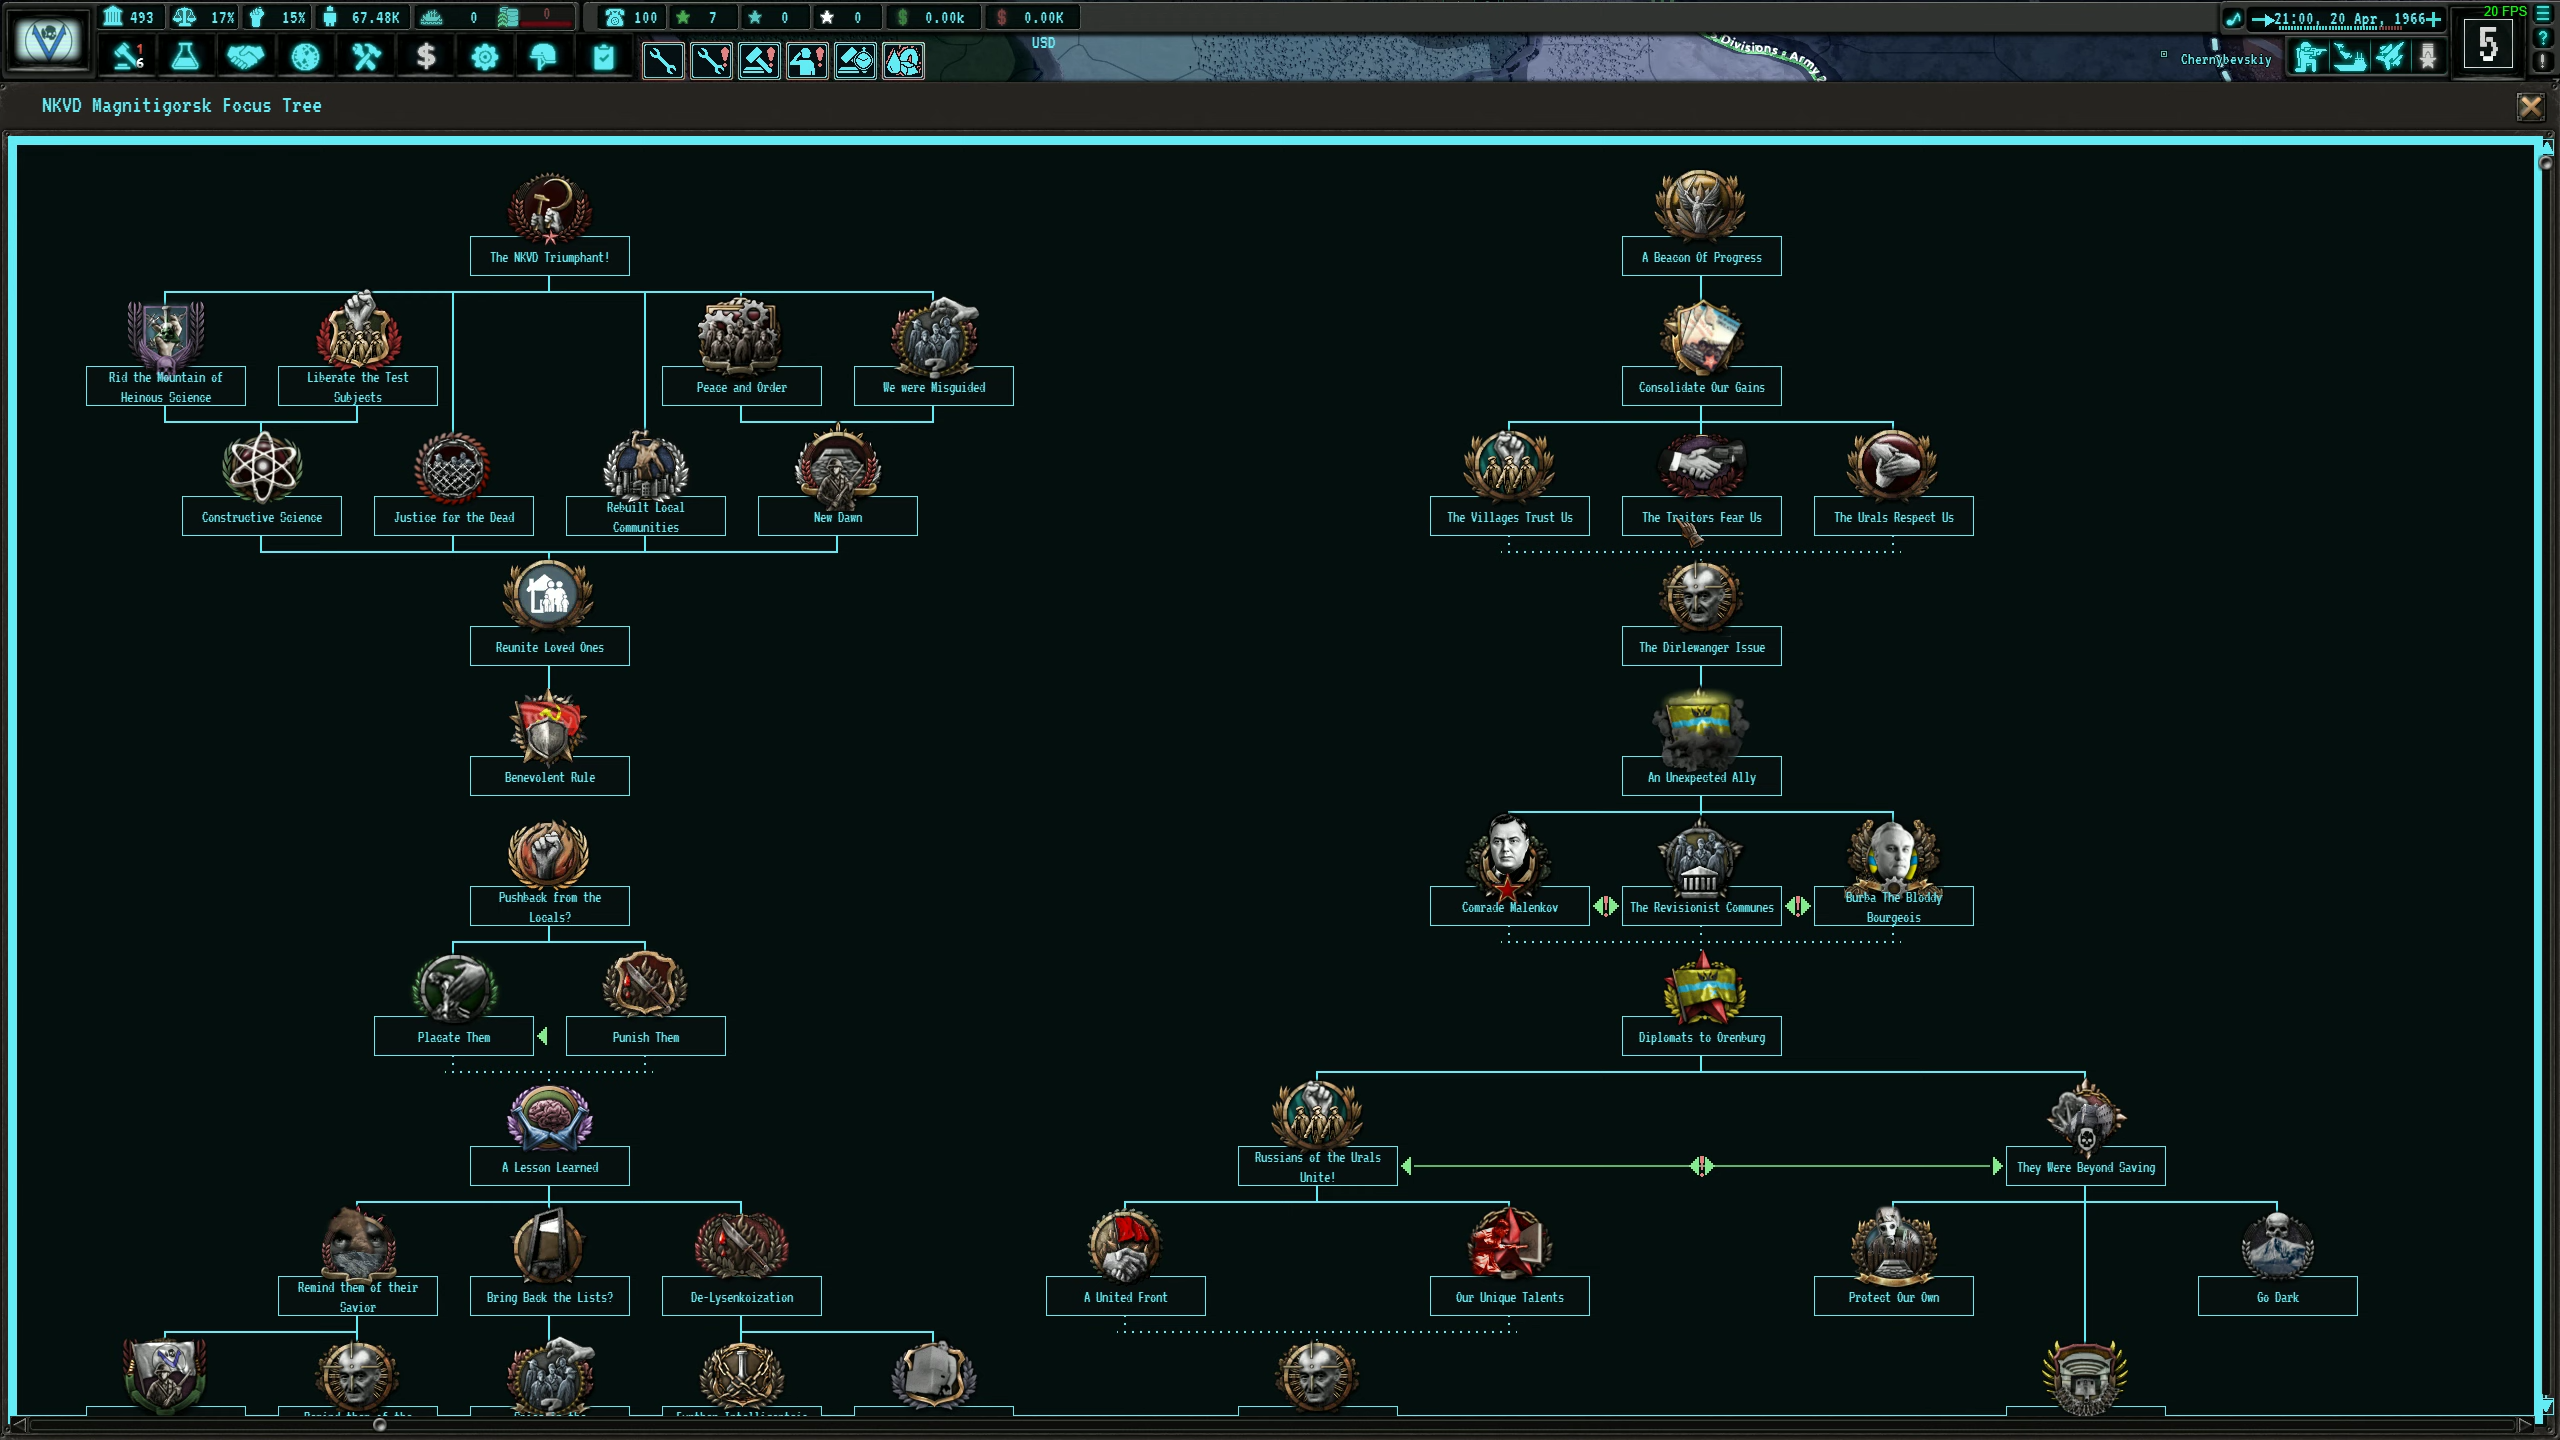 493 17% 15% 67.48K 0 0 100 7 0 0 0.00k 0.00K
21:00, 20 Apr, 1966
20 FPS
5
USD
Divisions Army
Chernybevskiy
NKVD Magnitigorsk Focus Tree
The NKVD Triumphant!
A Beacon Of Progress
Rid the Mountain of
Heinous Science
Liberate the Test
Subjects
Peace and Order
We were Misguided
Consolidate Our Gains
Constructive Science
Justice for the Dead
Rebuilt Local
Communities
New Dawn
The Villages Trust Us
The Traitors Fear Us
The Urals Respect Us
Reunite Loved Ones
The Dirlewanger Issue
Benevolent Rule
An Unexpected Ally
Pushback from the
Locals?
Comrade Malenkov
The Revisionist Communes
Burba The Bloody
Bourgeois
Placate Them
Punish Them
Diplomats to Orenburg
A Lesson Learned
Russians of the Urals
Unite!
They Were Beyond Saving
Remind them of their
Savior
Bring Back the Lists?
De-Lysenkoization
A United Front
Our Unique Talents
Protect Our Own
Go Dark